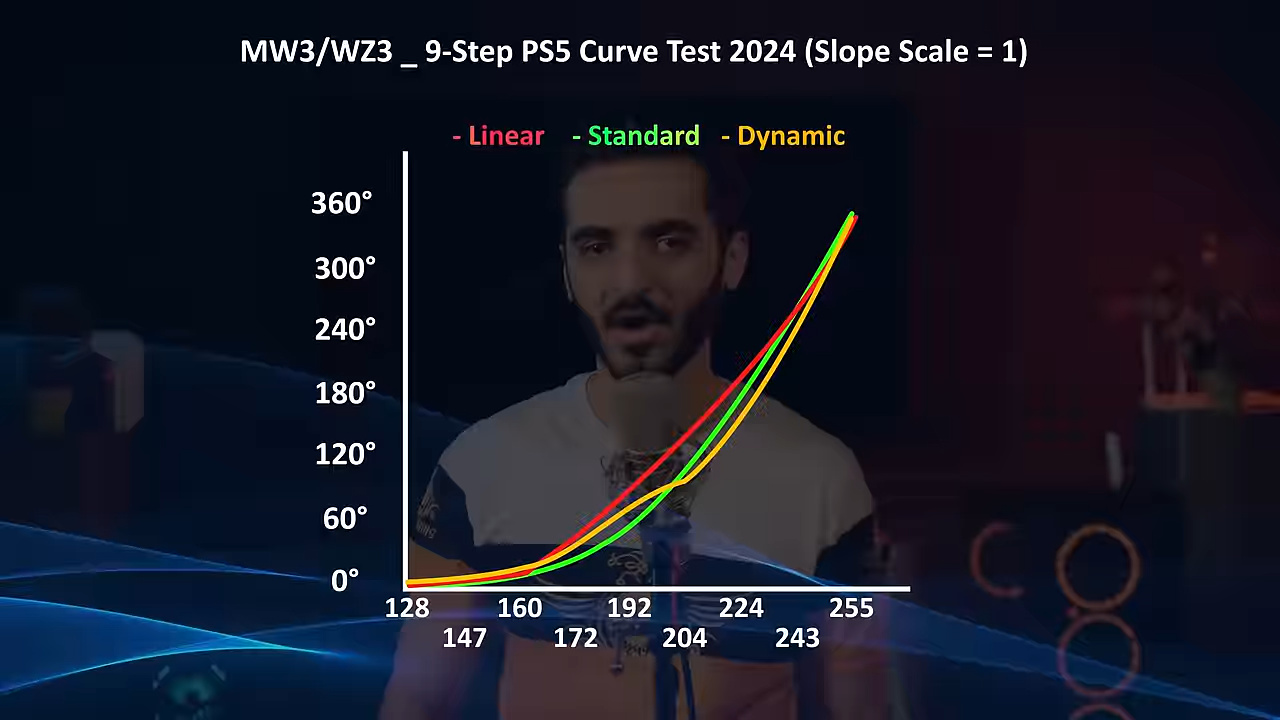 MW3/WZ3 _ 9-Step PS5 Curve Test 2024 (Slope Scale = 1)
- Linear - Standard - Dynamic
360°
300°
240°
180°
120°
60°
0°
128 160 192 224 255
147 172 204 243